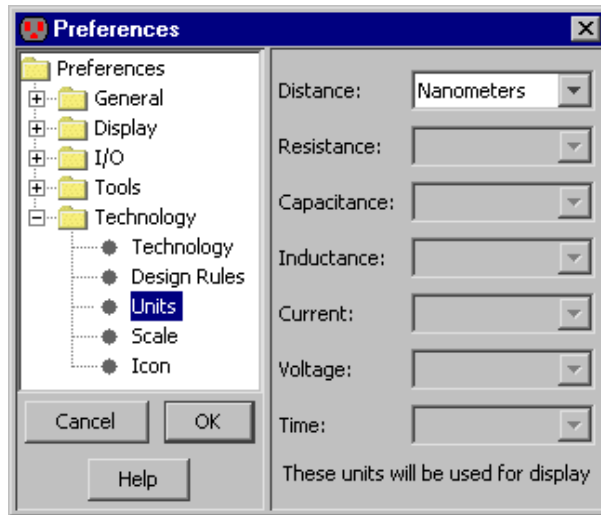 Preferences
Preferences
General
Display
I/O
Tools
Technology
Technology
Design Rules
Units
Scale
Icon
Cancel
OK
Help
Distance: Nanometers
Resistance:
Capacitance:
Inductance:
Current:
Voltage:
Time:
These units will be used for display